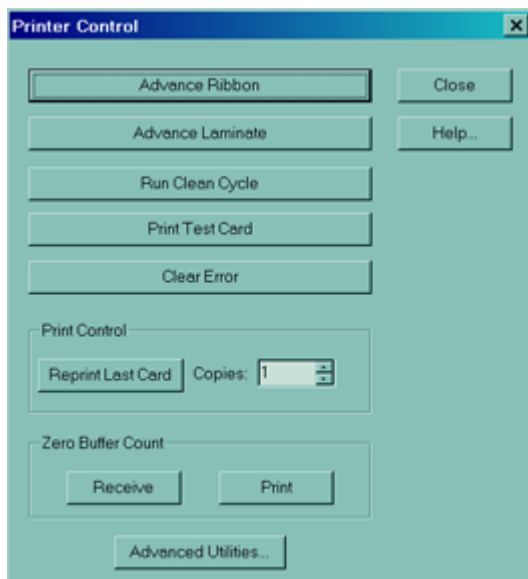 Printer Control
Advance Ribbon
Close
Advance Laminate
Help...
Run Clean Cycle
Print Test Card
Clear Error
Print Control
Reprint Last Card Copies: 1
Zero Buffer Count
Receive Print
Advanced Utilities...